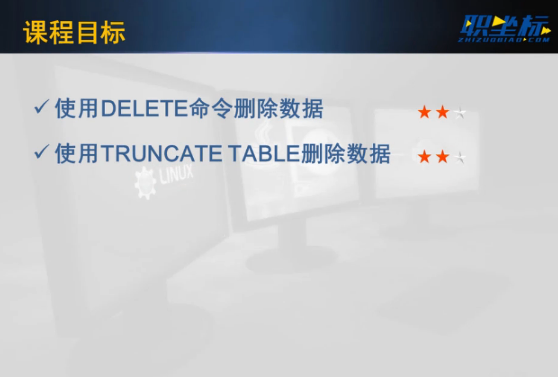 课程目标
职坐标
ZHIZUOBIAO.COM
使用DELETE命令删除数据
使用TRUNCATE TABLE删除数据
LINUX